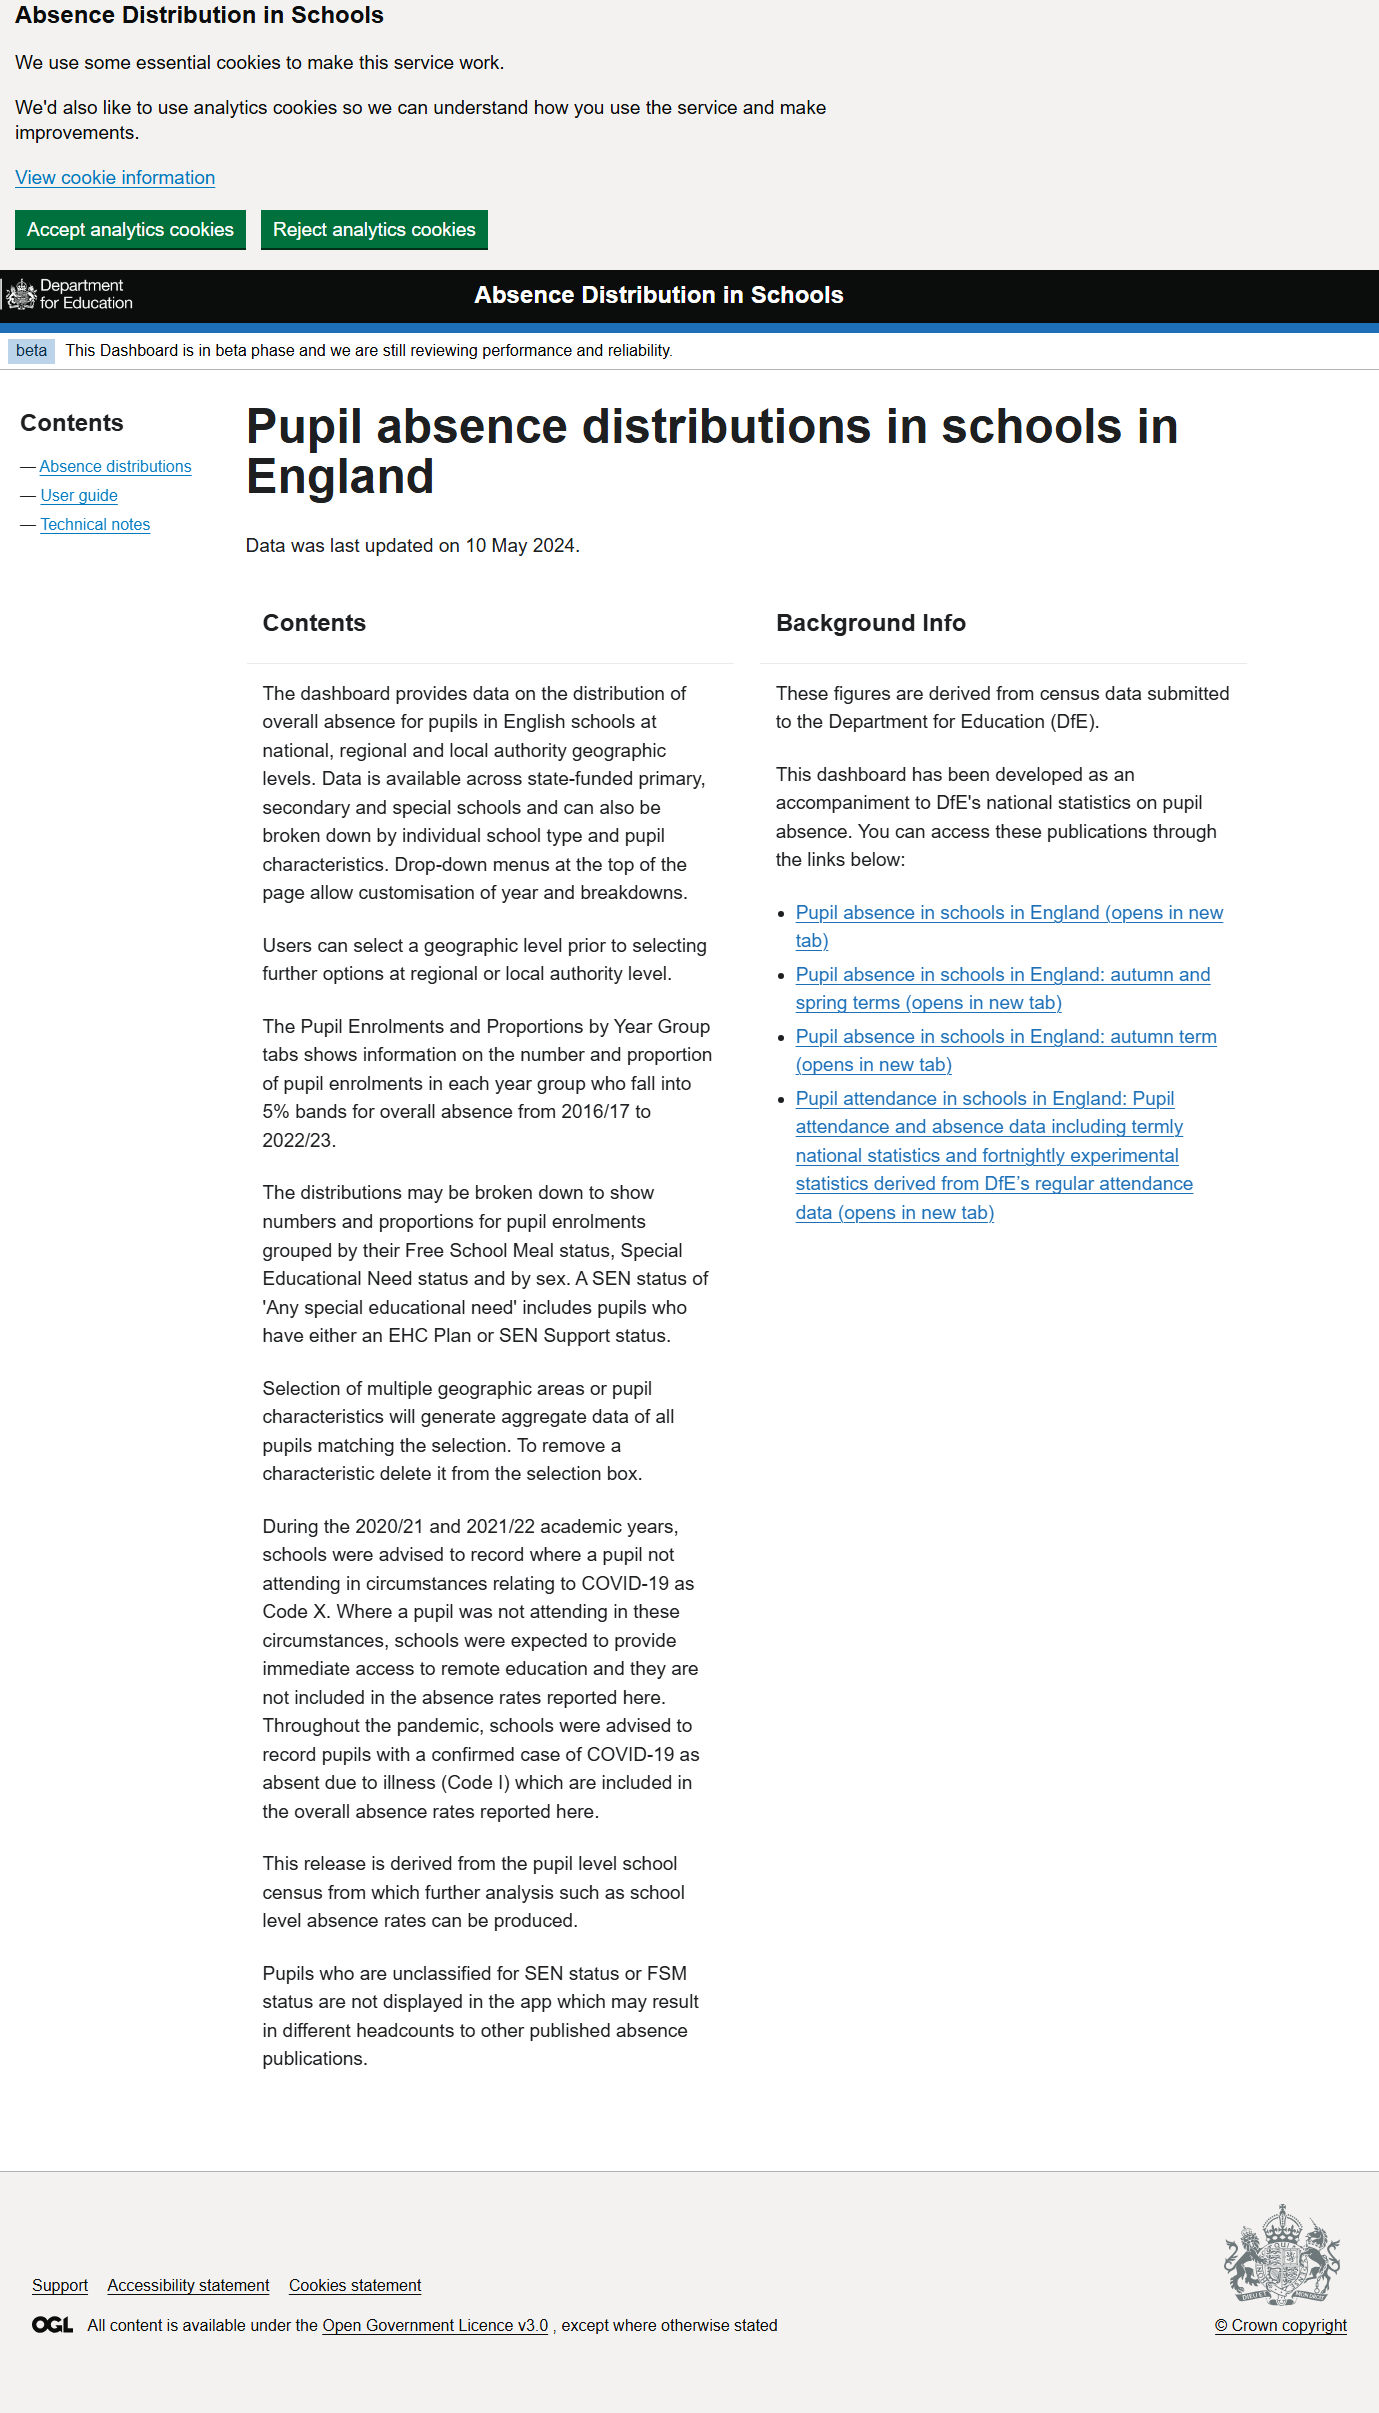 Absence Distribution in Schools
We use some essential cookies to make this service work.
We'd also like to use analytics cookies so we can understand how you use the service and make
improvements.
View cookie information
Accept analytics cookies
Reject analytics cookies
Department
for Education
Absence Distribution in Schools
beta
This Dashboard is in beta phase and we are still reviewing performance and reliability.
Contents
— Absence distributions
— User guide
— Technical notes
Pupil absence distributions in schools in
England
Data was last updated on 10 May 2024.
Contents
The dashboard provides data on the distribution of
overall absence for pupils in English schools at
national, regional and local authority geographic
levels. Data is available across state-funded primary,
secondary and special schools and can also be
broken down by individual school type and pupil
characteristics. Drop-down menus at the top of the
page allow customisation of year and breakdowns.
Users can select a geographic level prior to selecting
further options at regional or local authority level.
The Pupil Enrolments and Proportions by Year Group
tabs shows information on the number and proportion
of pupil enrolments in each year group who fall into
5% bands for overall absence from 2016/17 to
2022/23.
The distributions may be broken down to show
numbers and proportions for pupil enrolments
grouped by their Free School Meal status, Special
Educational Need status and by sex. A SEN status of
'Any special educational need' includes pupils who
have either an EHC Plan or SEN Support status.
Selection of multiple geographic areas or pupil
characteristics will generate aggregate data of all
pupils matching the selection. To remove a
characteristic delete it from the selection box.
During the 2020/21 and 2021/22 academic years,
schools were advised to record where a pupil not
attending in circumstances relating to COVID-19 as
Code X. Where a pupil was not attending in these
circumstances, schools were expected to provide
immediate access to remote education and they are
not included in the absence rates reported here.
Throughout the pandemic, schools were advised to
record pupils with a confirmed case of COVID-19 as
absent due to illness (Code I) which are included in
the overall absence rates reported here.
This release is derived from the pupil level school
census from which further analysis such as school
level absence rates can be produced.
Pupils who are unclassified for SEN status or FSM
status are not displayed in the app which may result
in different headcounts to other published absence
publications.
Background Info
These figures are derived from census data submitted
to the Department for Education (DfE).
This dashboard has been developed as an
accompaniment to DfE's national statistics on pupil
absence. You can access these publications through
the links below:
• Pupil absence in schools in England (opens in new
tab)
• Pupil absence in schools in England: autumn and
spring terms (opens in new tab)
• Pupil absence in schools in England: autumn term
(opens in new tab)
• Pupil attendance in schools in England: Pupil
attendance and absence data including termly
national statistics and fortnightly experimental
statistics derived from DfE’s regular attendance
data (opens in new tab)
Support
Accessibility statement
Cookies statement
OGL
All content is available under the Open Government Licence v3.0 , except where otherwise stated
© Crown copyright